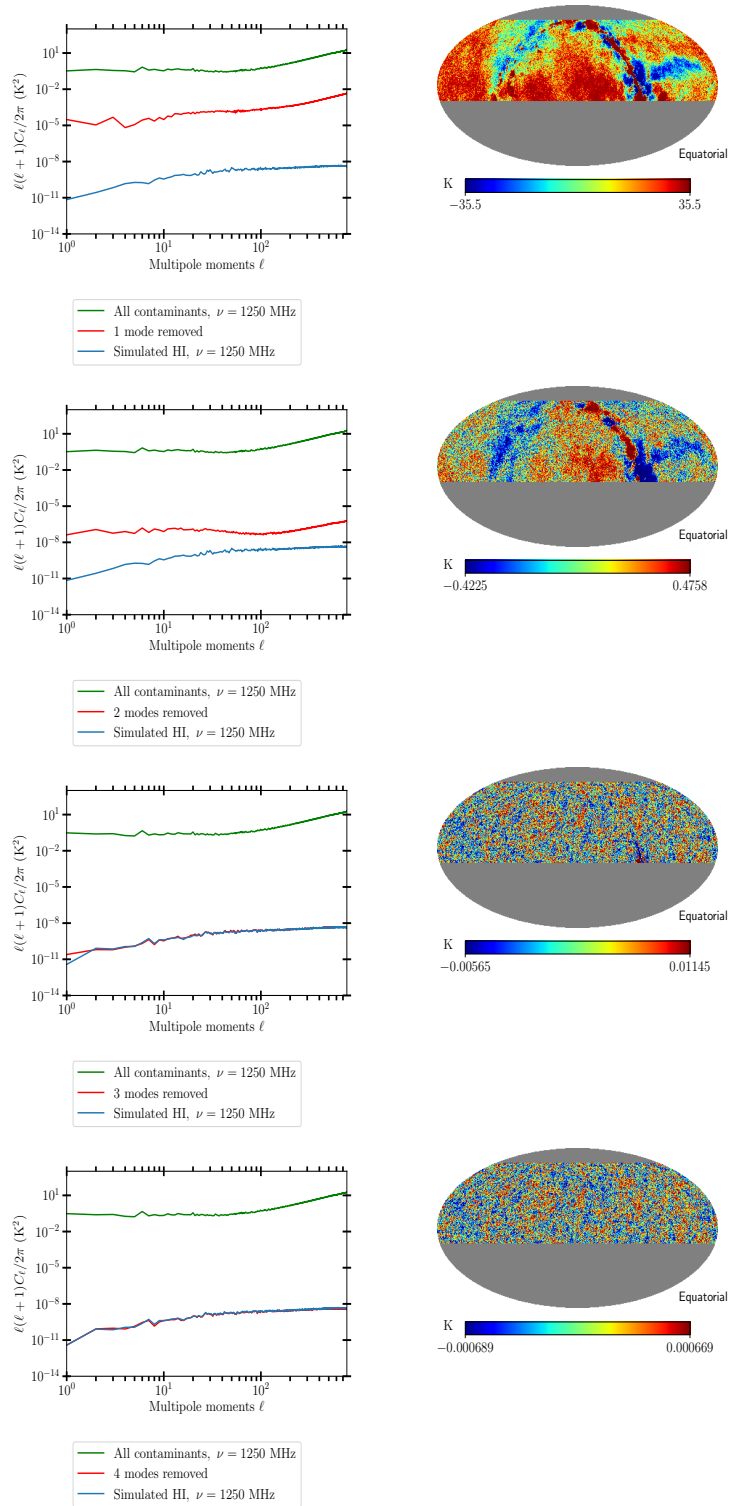 10^1
10^−2
10^−5
10^−8
10^−11
10^−14
ℓ(ℓ + 1)C_ℓ/2π (K²)
10^0 10^1 10^2
Multipole moments ℓ
All contaminants, ν = 1250 MHz
1 mode removed
Simulated HI, ν = 1250 MHz
Equatorial
K
−35.5 35.5
10^1
10^−2
10^−5
10^−8
10^−11
10^−14
ℓ(ℓ + 1)C_ℓ/2π (K²)
10^0 10^1 10^2
Multipole moments ℓ
All contaminants, ν = 1250 MHz
2 modes removed
Simulated HI, ν = 1250 MHz
Equatorial
K
−0.4225 0.4758
10^1
10^−2
10^−5
10^−8
10^−11
10^−14
ℓ(ℓ + 1)C_ℓ/2π (K²)
10^0 10^1 10^2
Multipole moments ℓ
All contaminants, ν = 1250 MHz
3 modes removed
Simulated HI, ν = 1250 MHz
Equatorial
K
−0.00565 0.01145
10^1
10^−2
10^−5
10^−8
10^−11
10^−14
ℓ(ℓ + 1)C_ℓ/2π (K²)
10^0 10^1 10^2
Multipole moments ℓ
All contaminants, ν = 1250 MHz
4 modes removed
Simulated HI, ν = 1250 MHz
Equatorial
K
−0.000689 0.000669